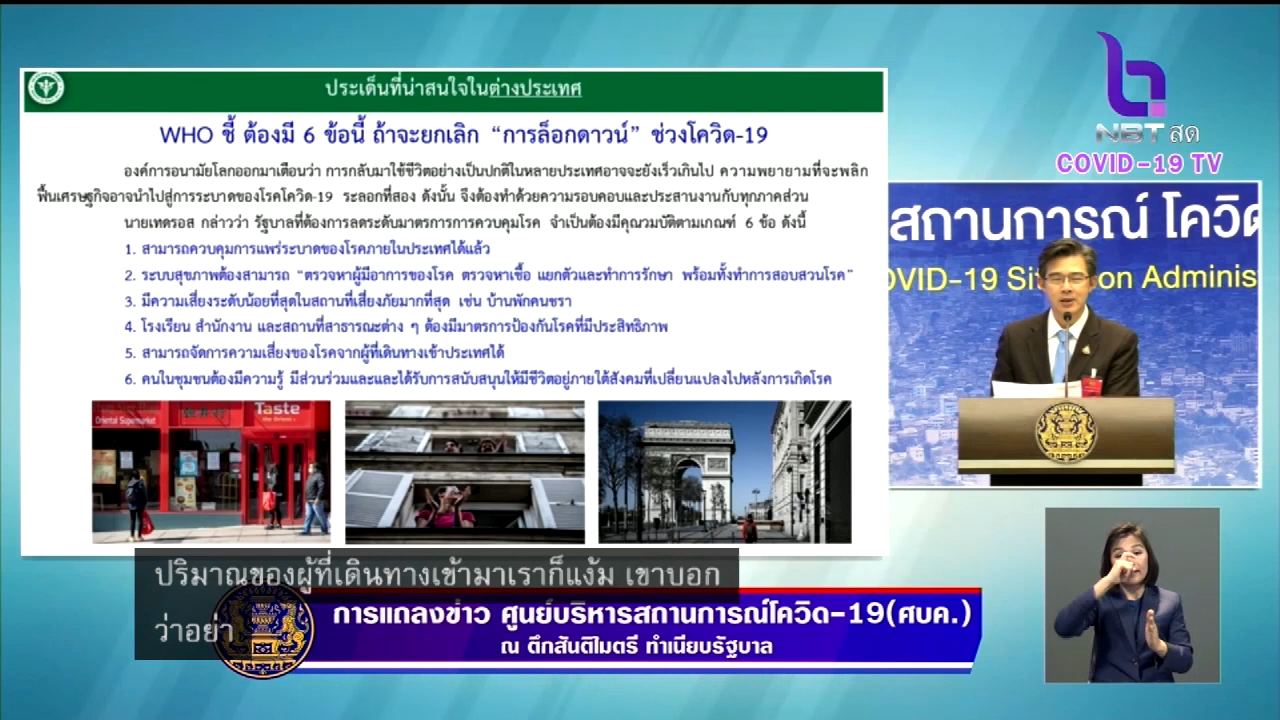 ประเด็นที่น่าสนใจในต่างประเทศ
WHO ชี้ ต้องมี 6 ข้อนี้ ถ้าจะยกเลิก “การล็อกดาวน์” ช่วงโควิด-19
องค์การอนามัยโลกออกมาเตือนว่า การกลับมาใช้ชีวิตอย่างเป็นปกติในหลายประเทศอาจจะยังเร็วเกินไป ความพยายามที่จะพลิก
ฟื้นเศรษฐกิจอาจนำไปสู่การระบาดของโรคโควิด-19 ระลอกที่สอง ดังนั้น จึงต้องทำด้วยความรอบคอบและประสานงานกับทุกภาคส่วน
นายเทดรอส กล่าวว่า รัฐบาลที่ต้องการลดระดับมาตรการการควบคุมโรค จำเป็นต้องมีคุณวมบัติตามเกณฑ์ 6 ข้อ ดังนี้
1. สามารถควบคุมการแพร่ระบาดของโรคภายในประเทศได้แล้ว
2. ระบบสุขภาพต้องสามารถ “ตรวจหาผู้มีอาการของโรค ตรวจหาเชื้อ แยกตัวและทำการรักษา พร้อมทั้งทำการสอบสวนโรค”
3. มีความเสี่ยงระดับน้อยที่สุดในสถานที่เสี่ยงภัยมากที่สุด เช่น บ้านพักคนชรา
4. โรงเรียน สำนักงาน และสถานที่สาธารณะต่าง ๆ ต้องมีมาตรการป้องกันโรคที่มีประสิทธิภาพ
5. สามารถจัดการความเสี่ยงของโรคจากผู้ที่เดินทางเข้าประเทศได้
6. คนในชุมชนต้องมีความรู้ มีส่วนร่วมและและได้รับการสนับสนุนให้มีชีวิตอยู่ภายใต้สังคมที่เปลี่ยนแปลงไปหลังการเกิดโรค
Oriental Supermarket
Taste
the Orient
NBT สด
COVID-19 TV
สถานการณ์ โควิด
OVID-19 Si on Adminis
ปริมาณของผู้ที่เดินทางเข้ามาเราก็แง้ม เขาบอก
ว่าอย่า
การแถลงข่าว ศูนย์บริหารสถานการณ์โควิด-19(ศบค.)
ณ ตึกสันติไมตรี ทำเนียบรัฐบาล